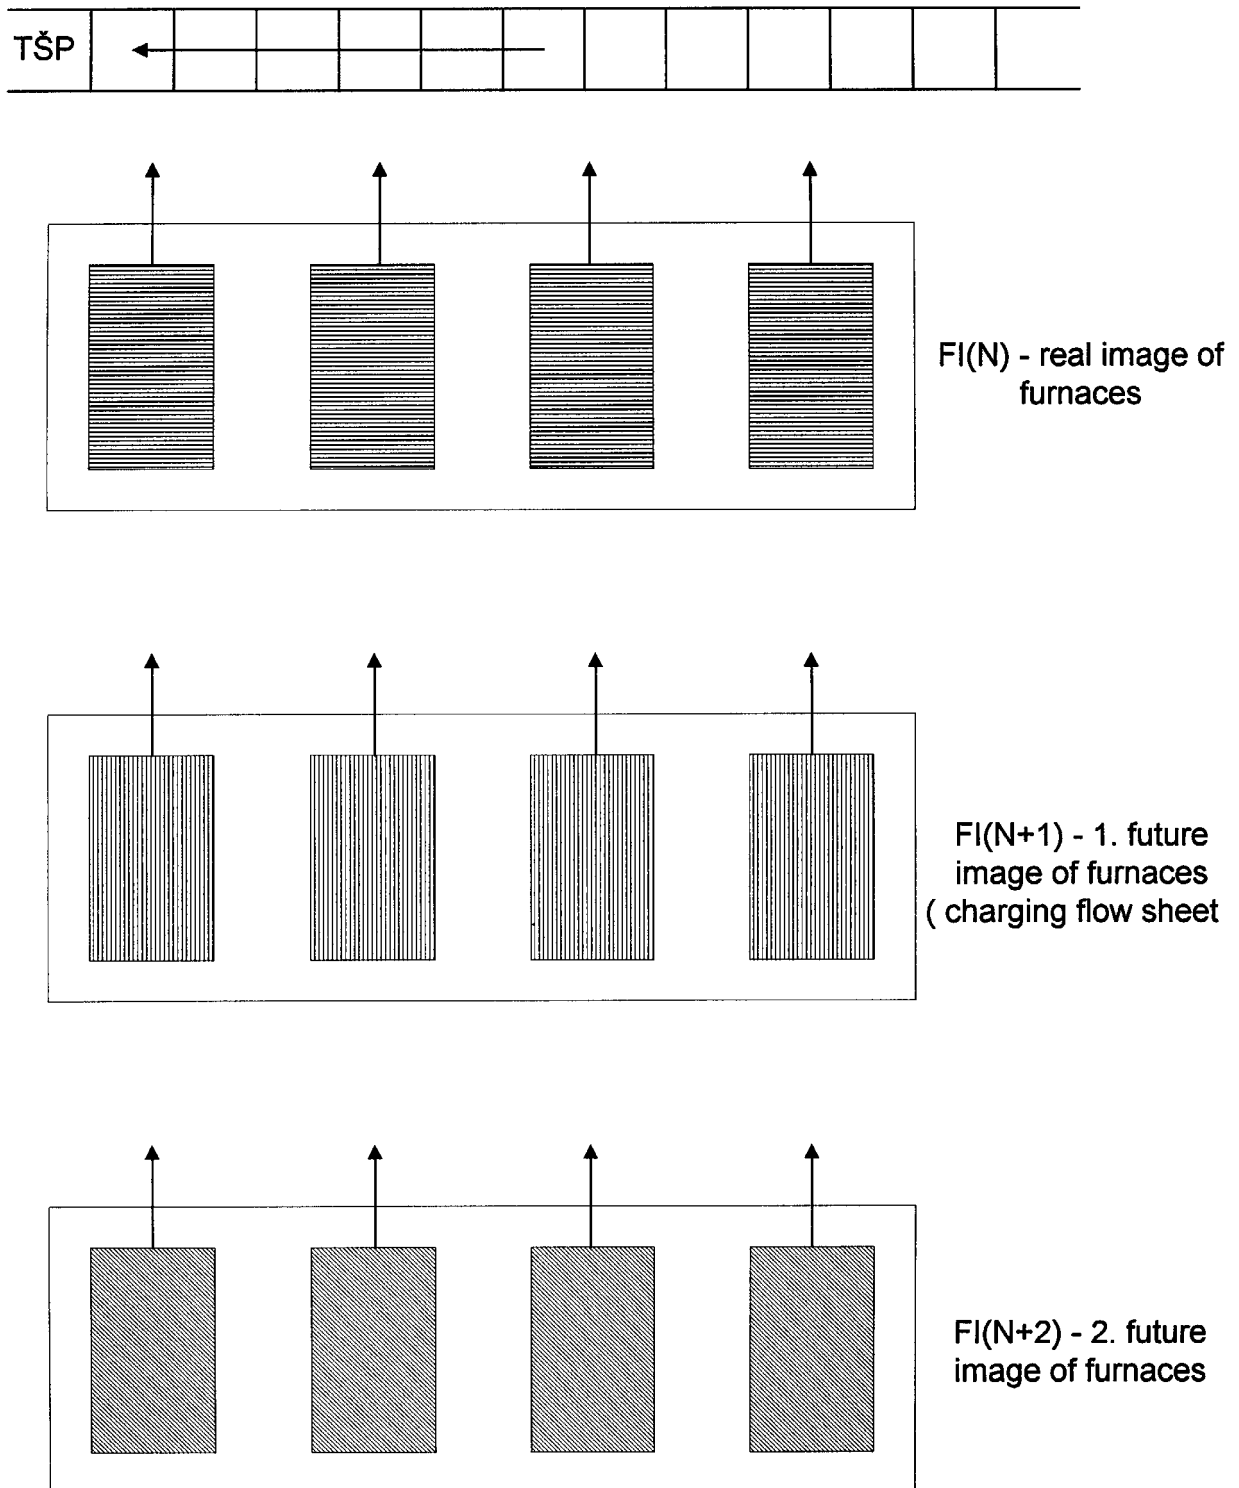 TŠP
FI(N) - real image of
furnaces
FI(N+1) - 1. future
image of furnaces
( charging flow sheet
FI(N+2) - 2. future
image of furnaces